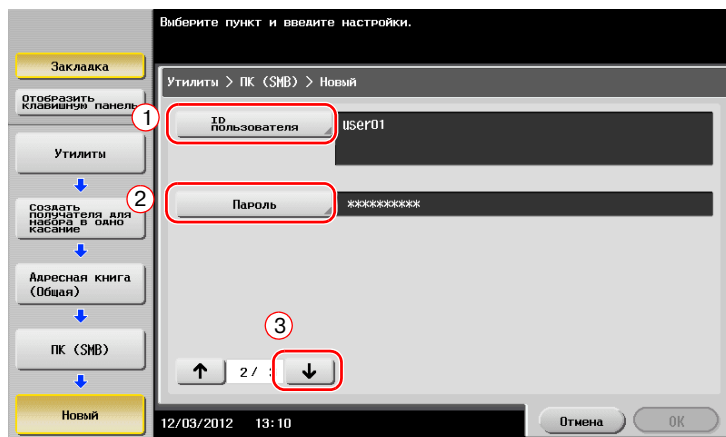 Выберите пункт и введите настройки.
Закладка
Отобразить
клавишную панель
Утилиты
Создать
получателя для
набора в одно
касание
Адресная книга
(Общая)
ПК (SMB)
Новый
Утилиты > ПК (SMB) > Новый
1
ID
пользователя
user01
2
Пароль
**********
3
↑ 2/ ↓
12/03/2012 13:10
Отмена
OK